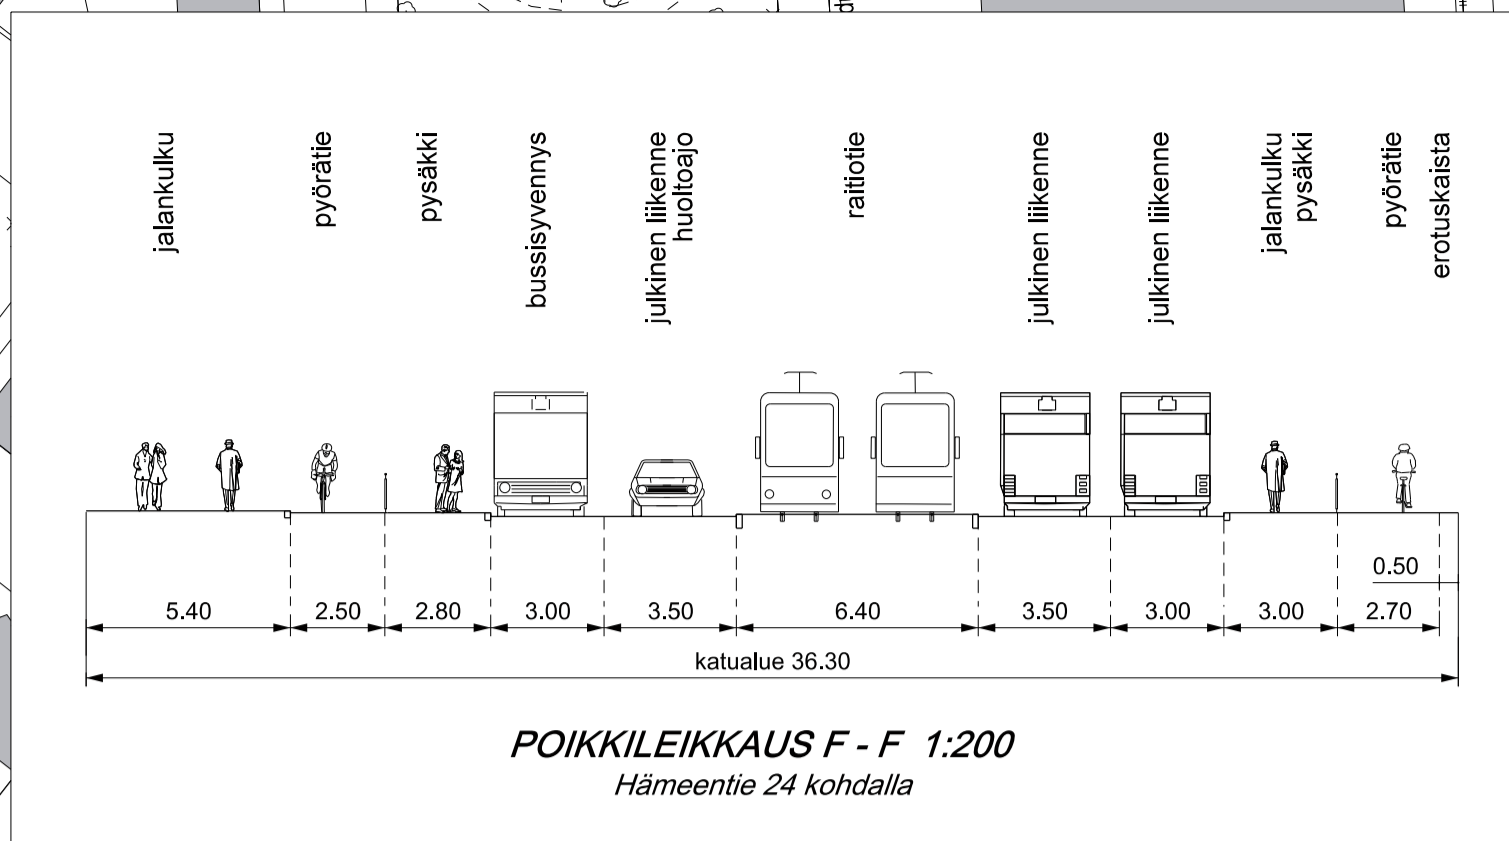 jalankulku
pyörätie
pysäkki
bussisyvennys
julkinen liikenne
huoltoajo
raitiotie
julkinen liikenne
julkinen liikenne
jalankulku
pysäkki
pyörätie
erotuskaista
0.50
5.40 2.50 2.80 3.00 3.50 6.40 3.50 3.00 3.00 2.70
katualue 36.30
POIKKILEIKKAUS F - F 1:200
Hämeentie 24 kohdalla